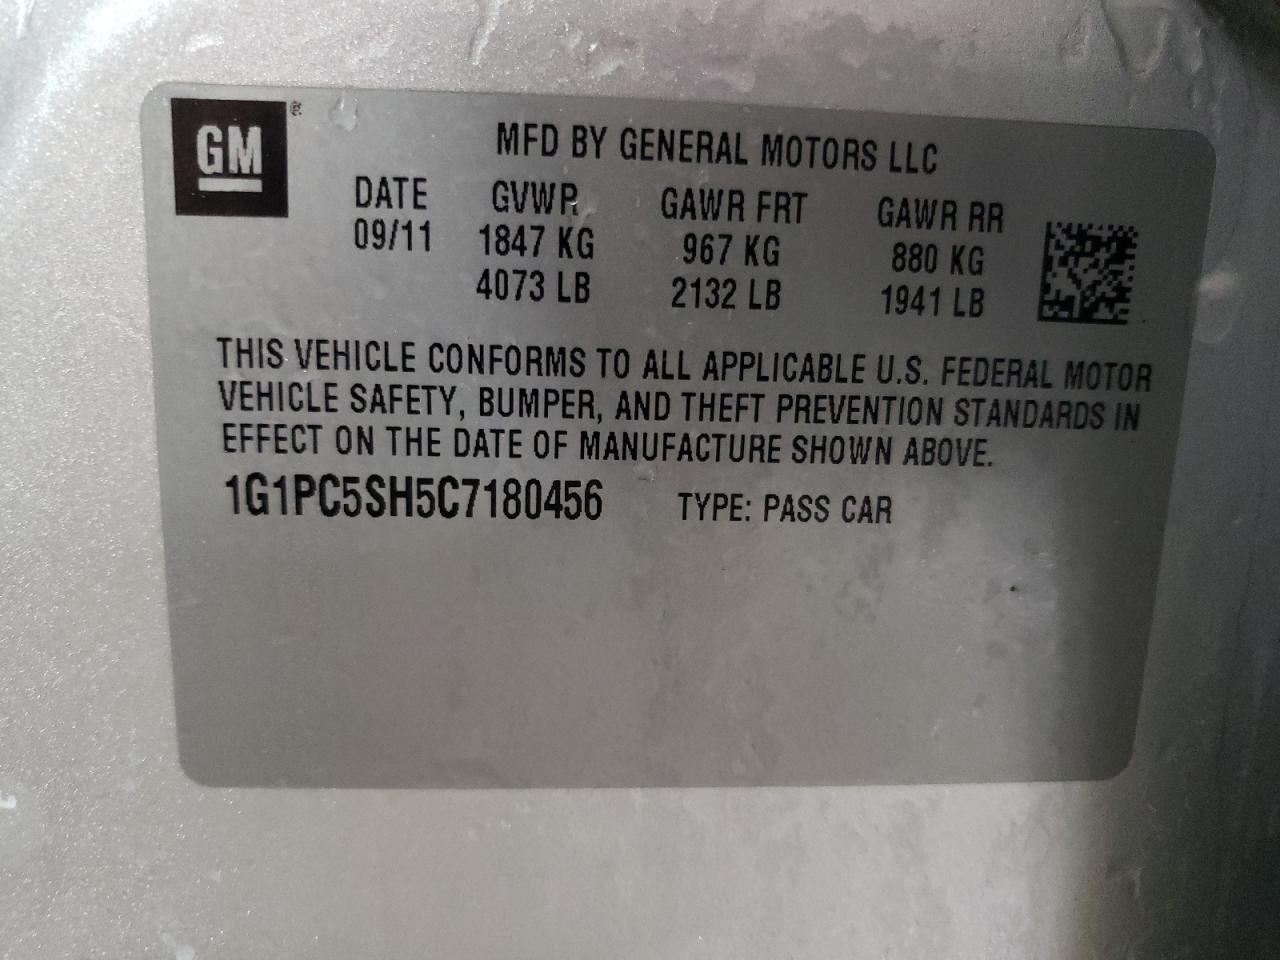 GM ®
MFD BY GENERAL MOTORS LLC
DATE GVWR GAWR FRT GAWR RR
09/11 1847 KG 967 KG 880 KG
4073 LB 2132 LB 1941 LB
THIS VEHICLE CONFORMS TO ALL APPLICABLE U.S. FEDERAL MOTOR
VEHICLE SAFETY, BUMPER, AND THEFT PREVENTION STANDARDS IN
EFFECT ON THE DATE OF MANUFACTURE SHOWN ABOVE.
1G1PC5SH5C7180456 TYPE: PASS CAR